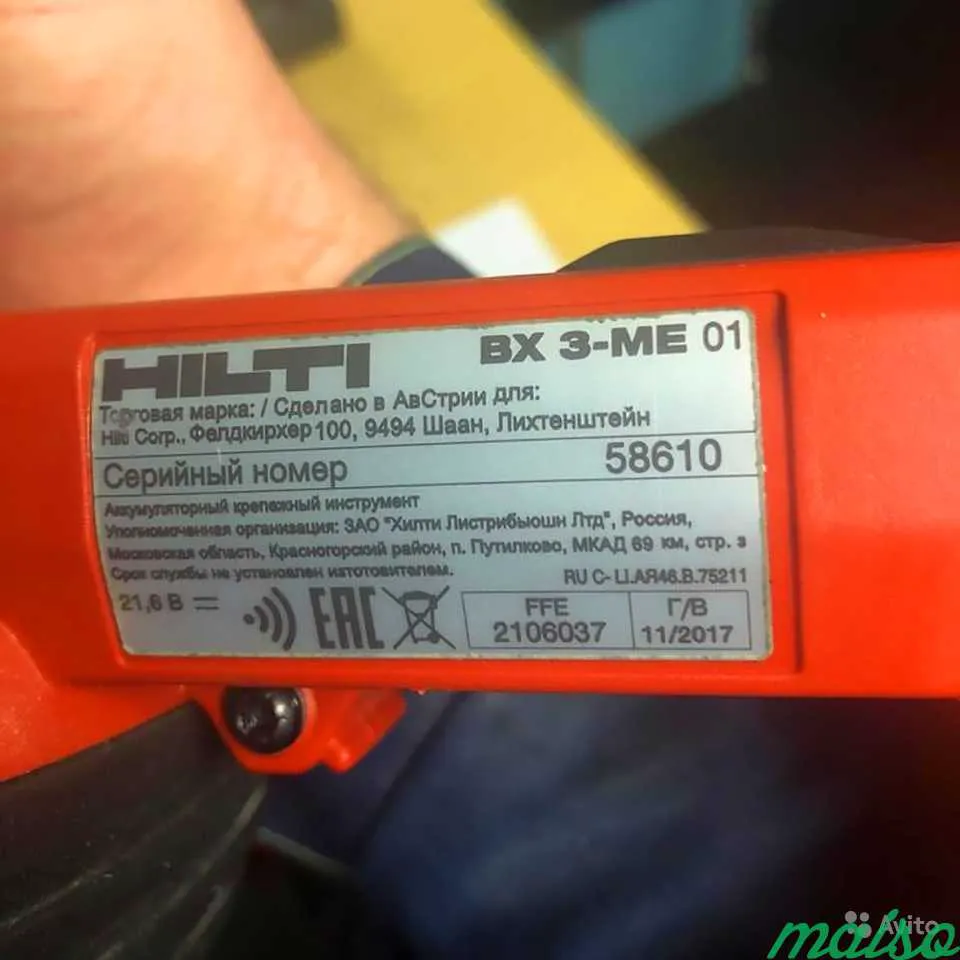 HILTI BX 3-ME 01
Торговая марка: / Сделано в АвСтрии для:
Hilti Corp., Фелдкирхер 100, 9494 Шаан, Лихтенштейн
Серийный номер 58610
Аккумуляторный крепежный инструмент
Уполномоченная организация: ЗАО "Хилти Листрибьюшн Лтд", Россия,
Московская область, Красногорский район, п. Путилково, МКАД 69 км, стр. з
Срок службы не установлен изготовителем.
RU C- LI.АЯ46.В.75211
21,6 В EAC FFE Г/В
2106037 11/2017
Avito
maiso